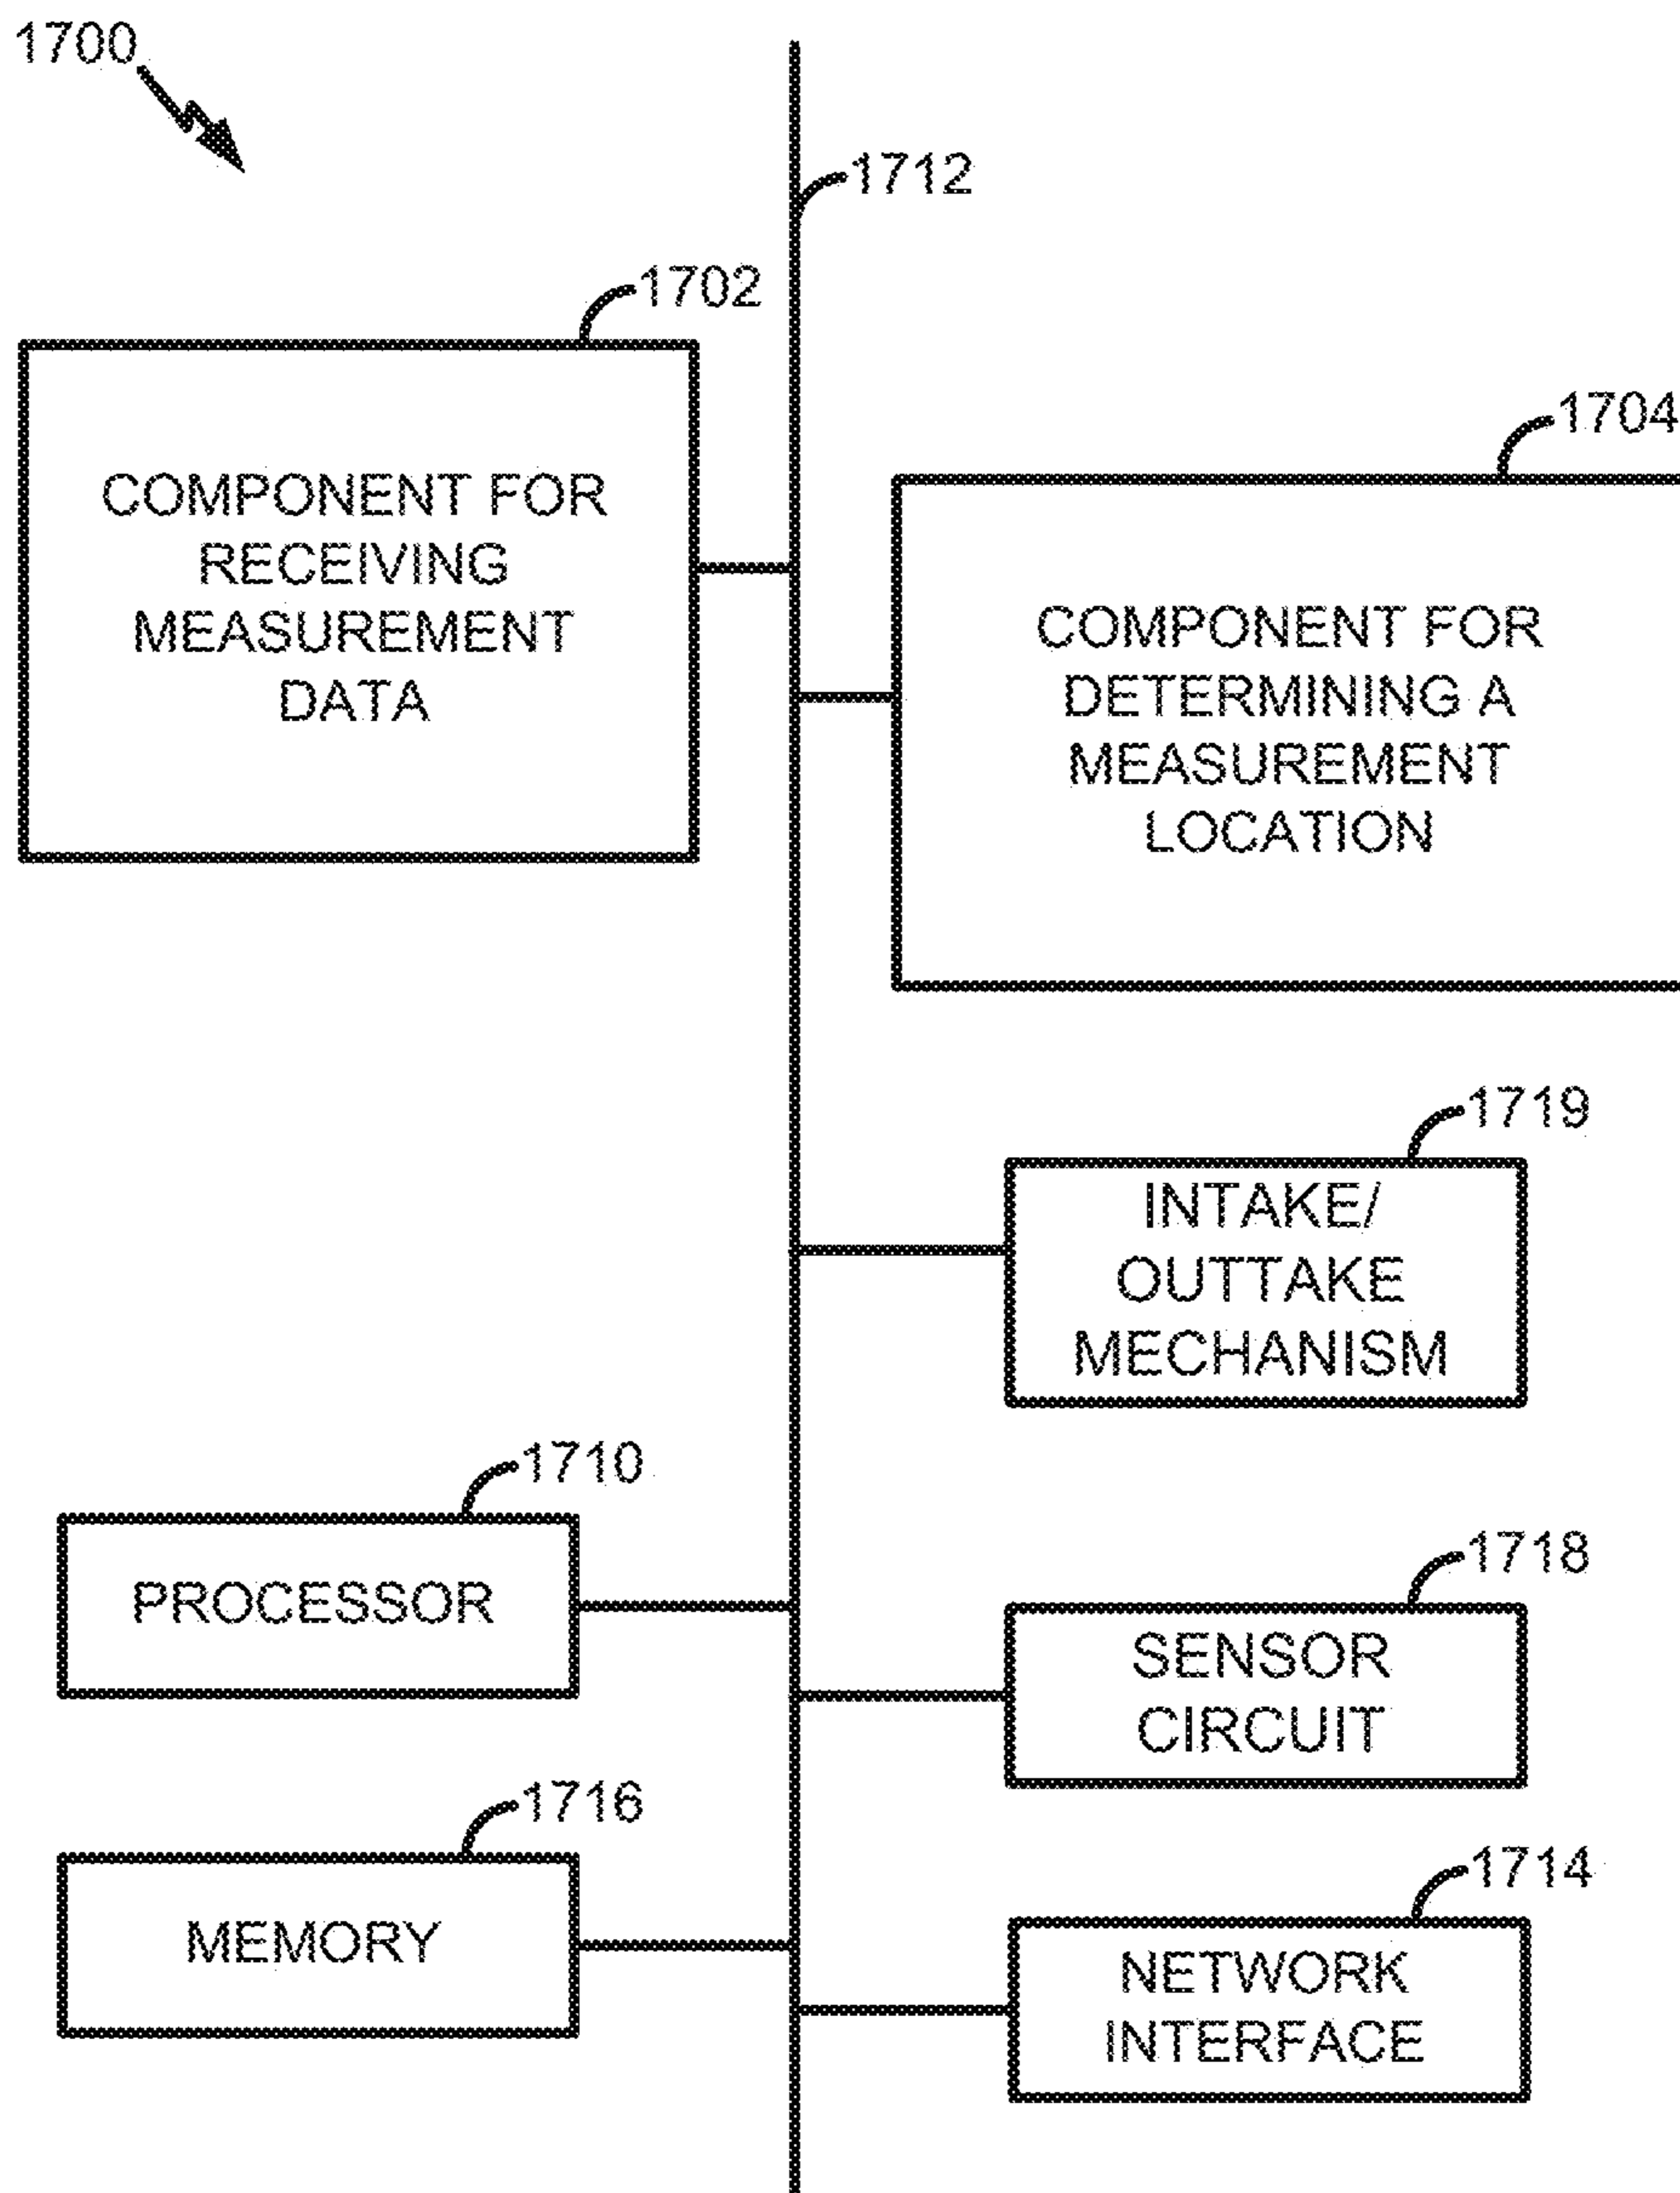 1700
1712
1702
COMPONENT FOR
RECEIVING
MEASUREMENT
DATA
1704
COMPONENT FOR
DETERMINING A
MEASUREMENT
LOCATION
1719
INTAKE/
OUTTAKE
MECHANISM
1710
PROCESSOR
1718
SENSOR
CIRCUIT
1716
MEMORY
1714
NETWORK
INTERFACE